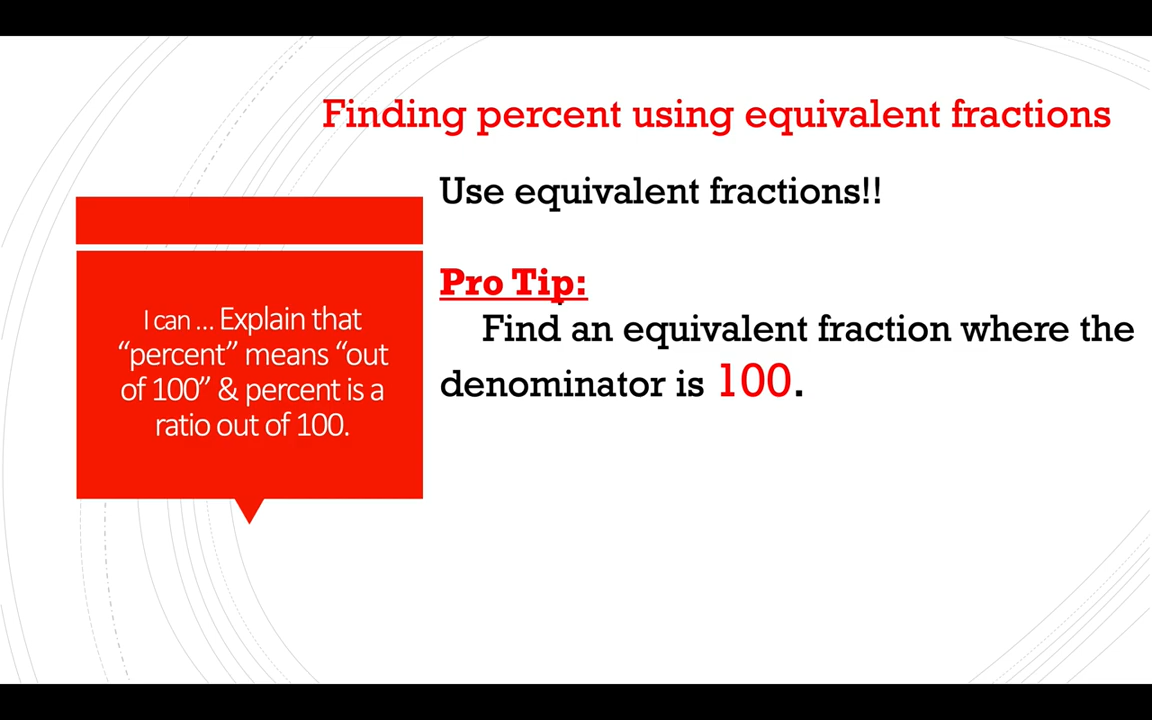 Finding percent using equivalent fractions
Use equivalent fractions!!
Pro Tip:
Find an equivalent fraction where the
denominator is 100.
I can ... Explain that
“percent” means “out
of 100” & percent is a
ratio out of 100.